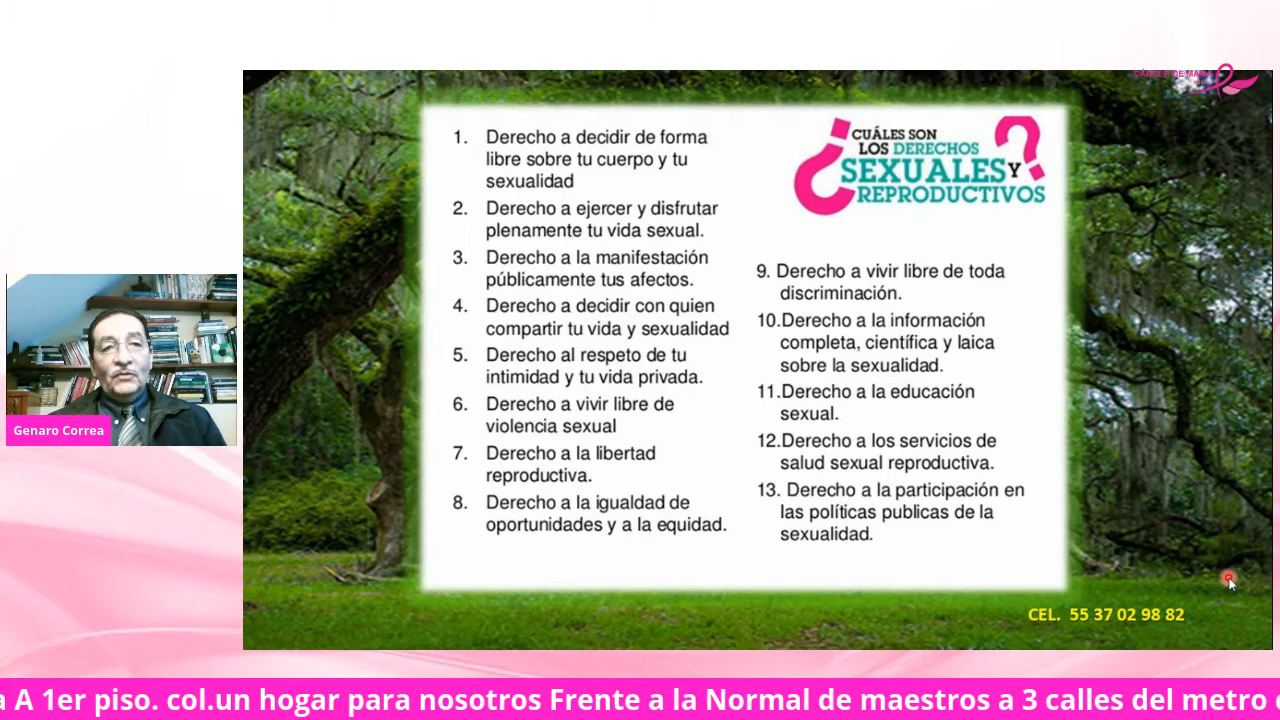 CÁNCER DE MAMA
1. Derecho a decidir de forma
libre sobre tu cuerpo y tu
sexualidad
2. Derecho a ejercer y disfrutar
plenamente tu vida sexual.
3. Derecho a la manifestación
públicamente tus afectos.
4. Derecho a decidir con quien
compartir tu vida y sexualidad
5. Derecho al respeto de tu
intimidad y tu vida privada.
6. Derecho a vivir libre de
violencia sexual
7. Derecho a la libertad
reproductiva.
8. Derecho a la igualdad de
oportunidades y a la equidad.
¿CUÁLES SON
LOS DERECHOS
SEXUALES Y
REPRODUCTIVOS?
9. Derecho a vivir libre de toda
discriminación.
10.Derecho a la información
completa, científica y laica
sobre la sexualidad.
11.Derecho a la educación
sexual.
12.Derecho a los servicios de
salud sexual reproductiva.
13. Derecho a la participación en
las políticas publicas de la
sexualidad.
Genaro Correa
CEL. 55 37 02 98 82
a A 1er piso. col.un hogar para nosotros Frente a la Normal de maestros a 3 calles del metro